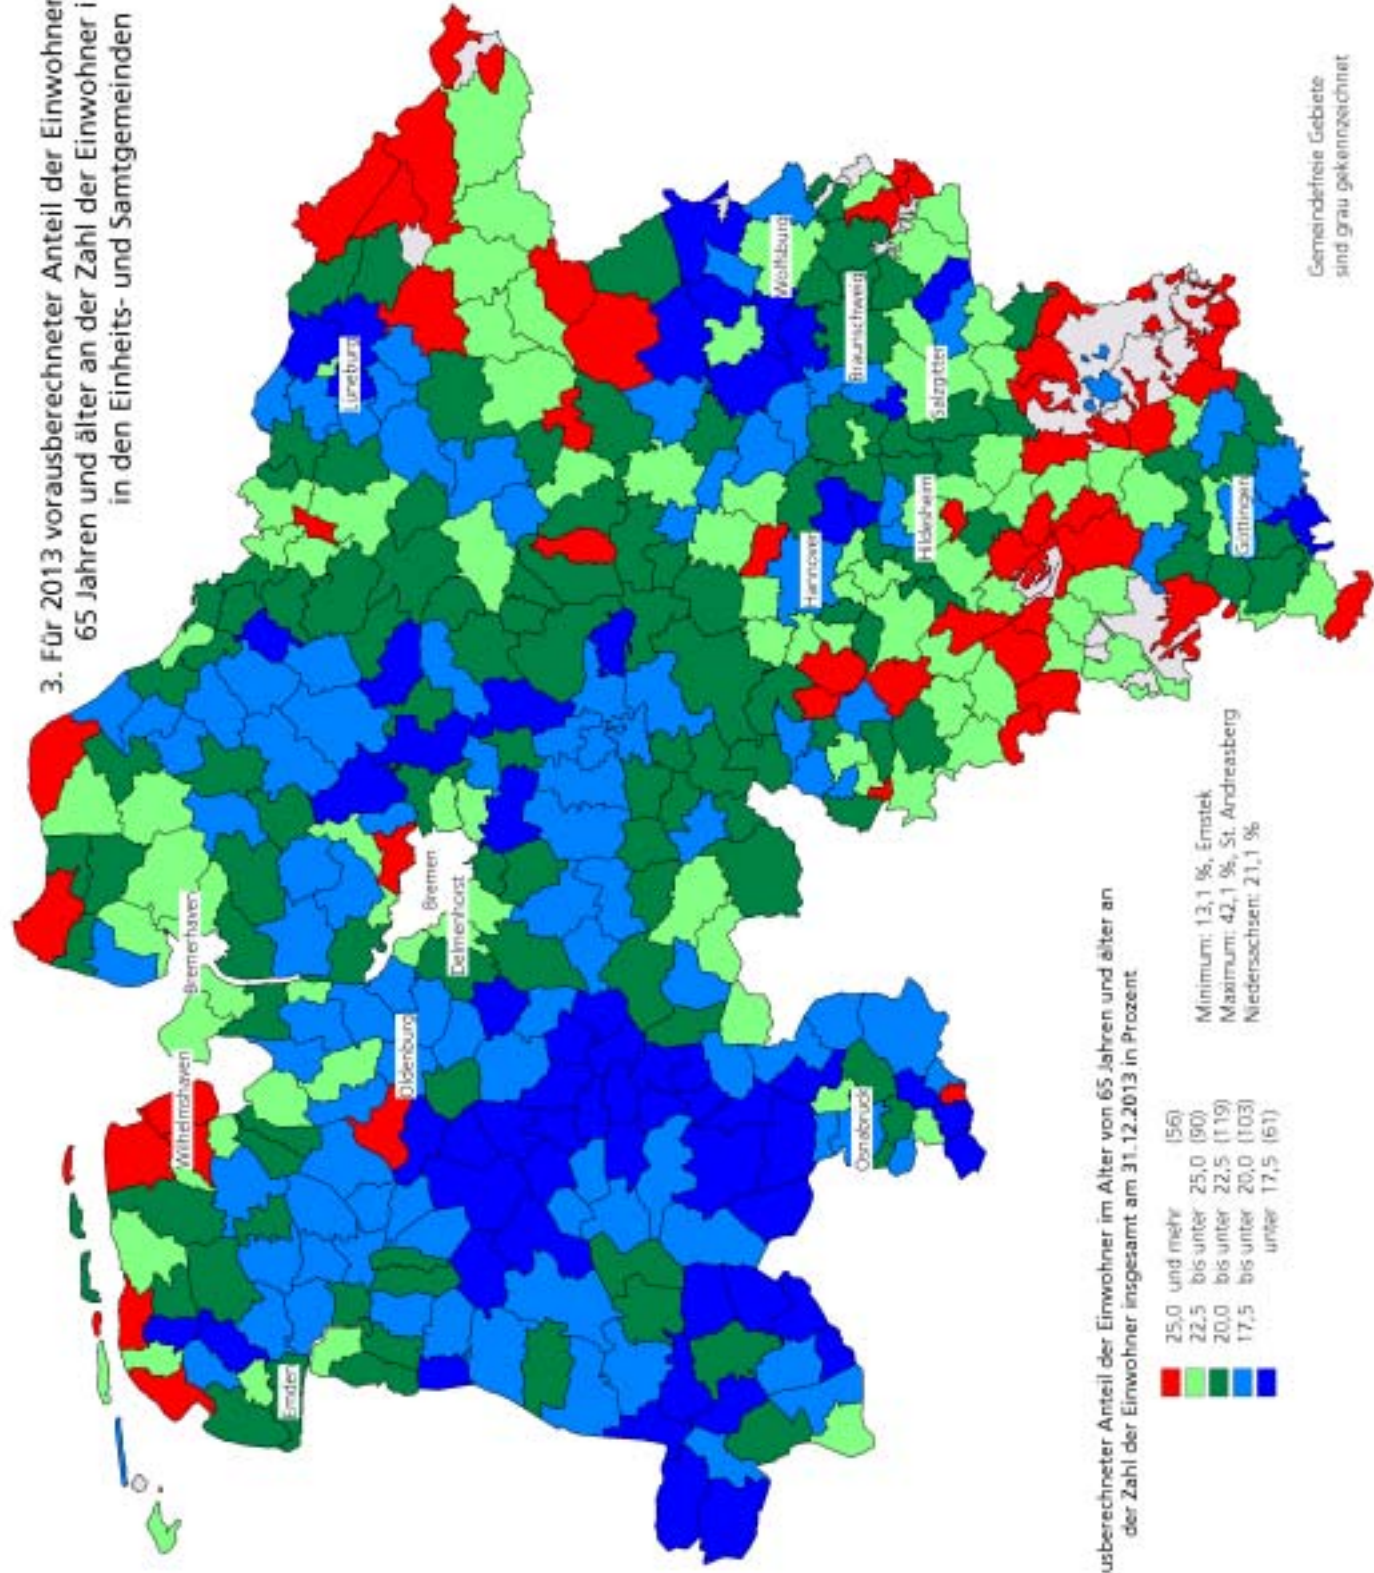 3. Für 2013 vorausberechneter Anteil der Einwohner
65 Jahren und älter an der Zahl der Einwohner i
in den Einheits- und Samtgemeinden
Wilhelmshaven
Bremerhaven
Emden
Oldenburg
Bremen
Delmenhorst
Lüneburg
Wolfsburg
Braunschweig
Salzgitter
Hannover
Hildesheim
Osnabrück
Göttingen
usberechneter Anteil der Einwohner im Alter von 65 Jahren und älter an
der Zahl der Einwohner insgesamt am 31.12.2013 in Prozent
25,0 und mehr (56)
22,5 bis unter 25,0 (90)
20,0 bis unter 22,5 (119)
17,5 bis unter 20,0 (103)
unter 17,5 (61)
Minimum: 13,1 %, Emstek
Maximum: 42,1 %, St. Andreasberg
Niedersachsen: 21,1 %
Gemeindefreie Gebiete
sind grau gekennzeichnet